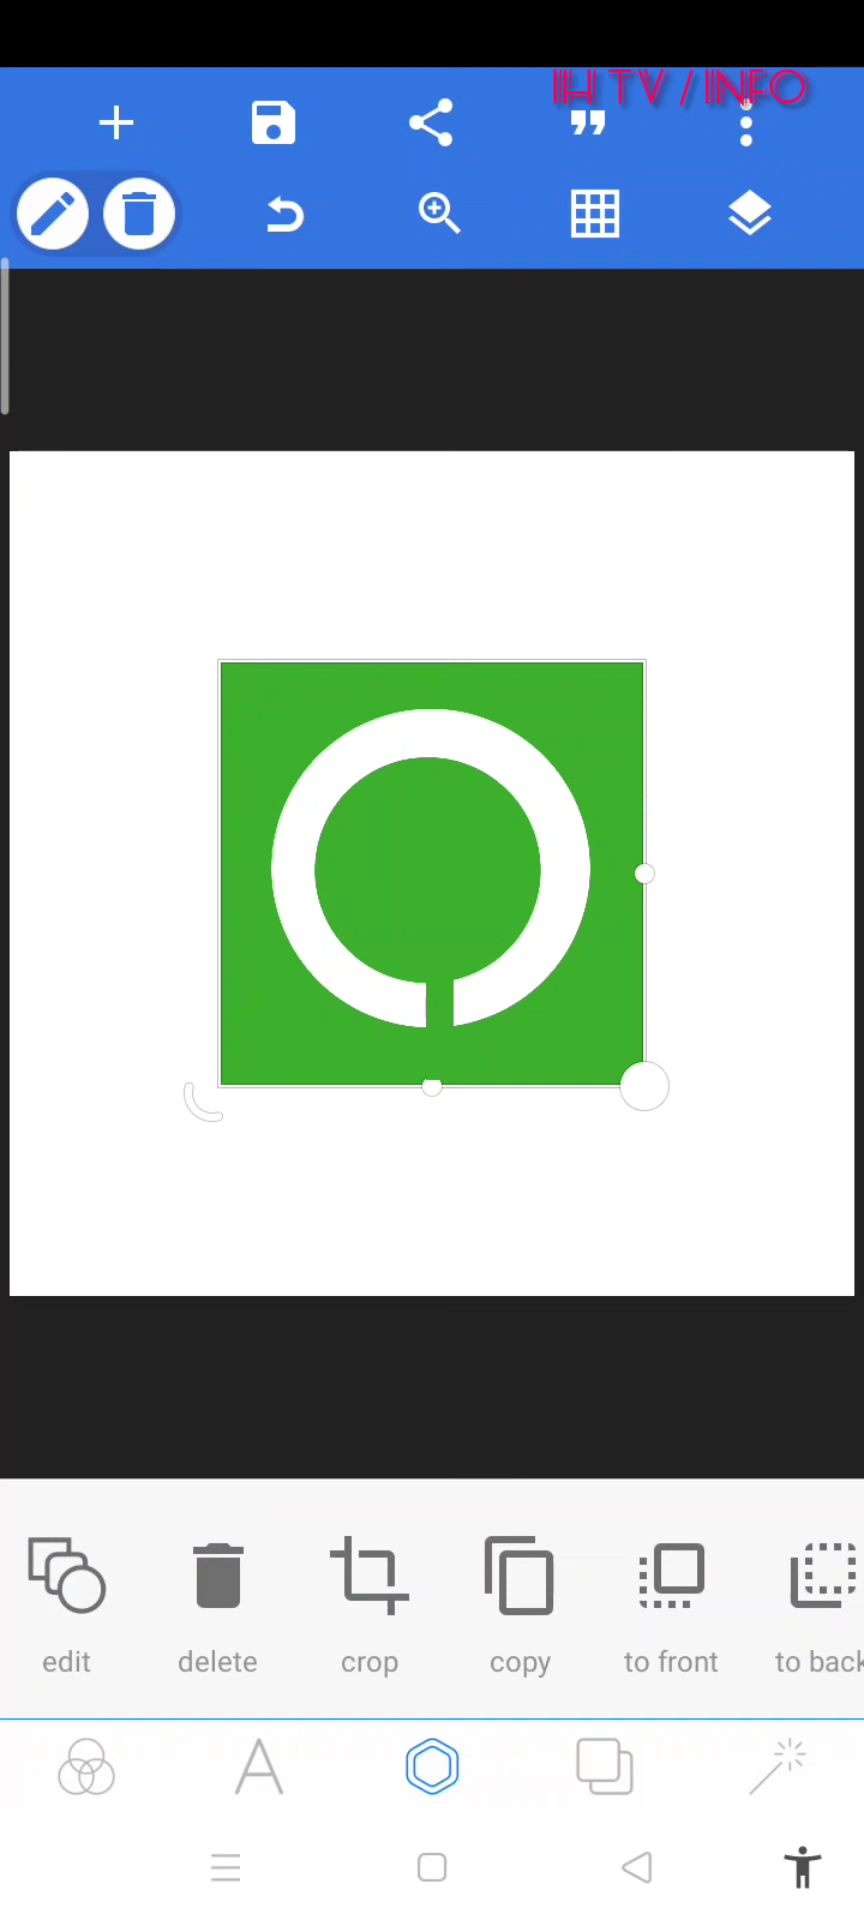 IH TV / INFO
edit
delete
crop
copy
to front
to back